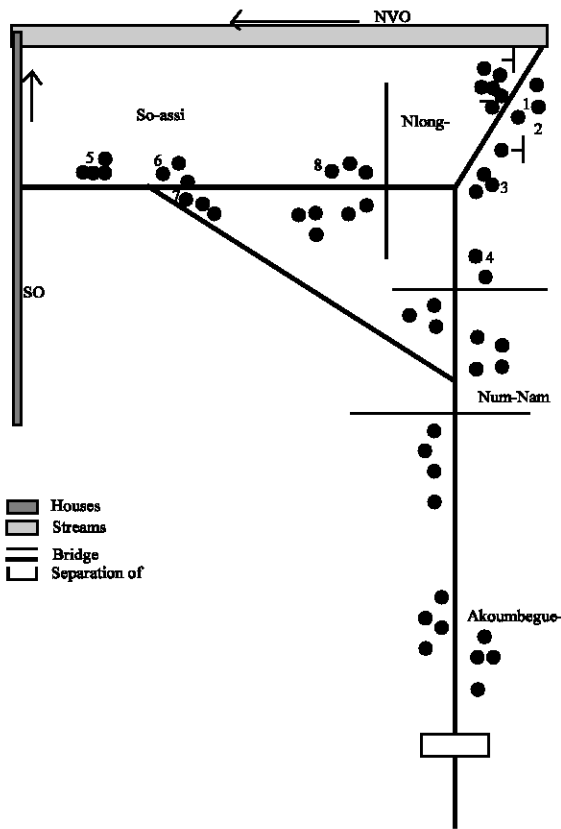 NVO
So-assi
Nlong-
1
2
5
6
8
3
7
4
SO
Num-Nam
Houses
Streams
Bridge
Separation of
Akoumbegue-